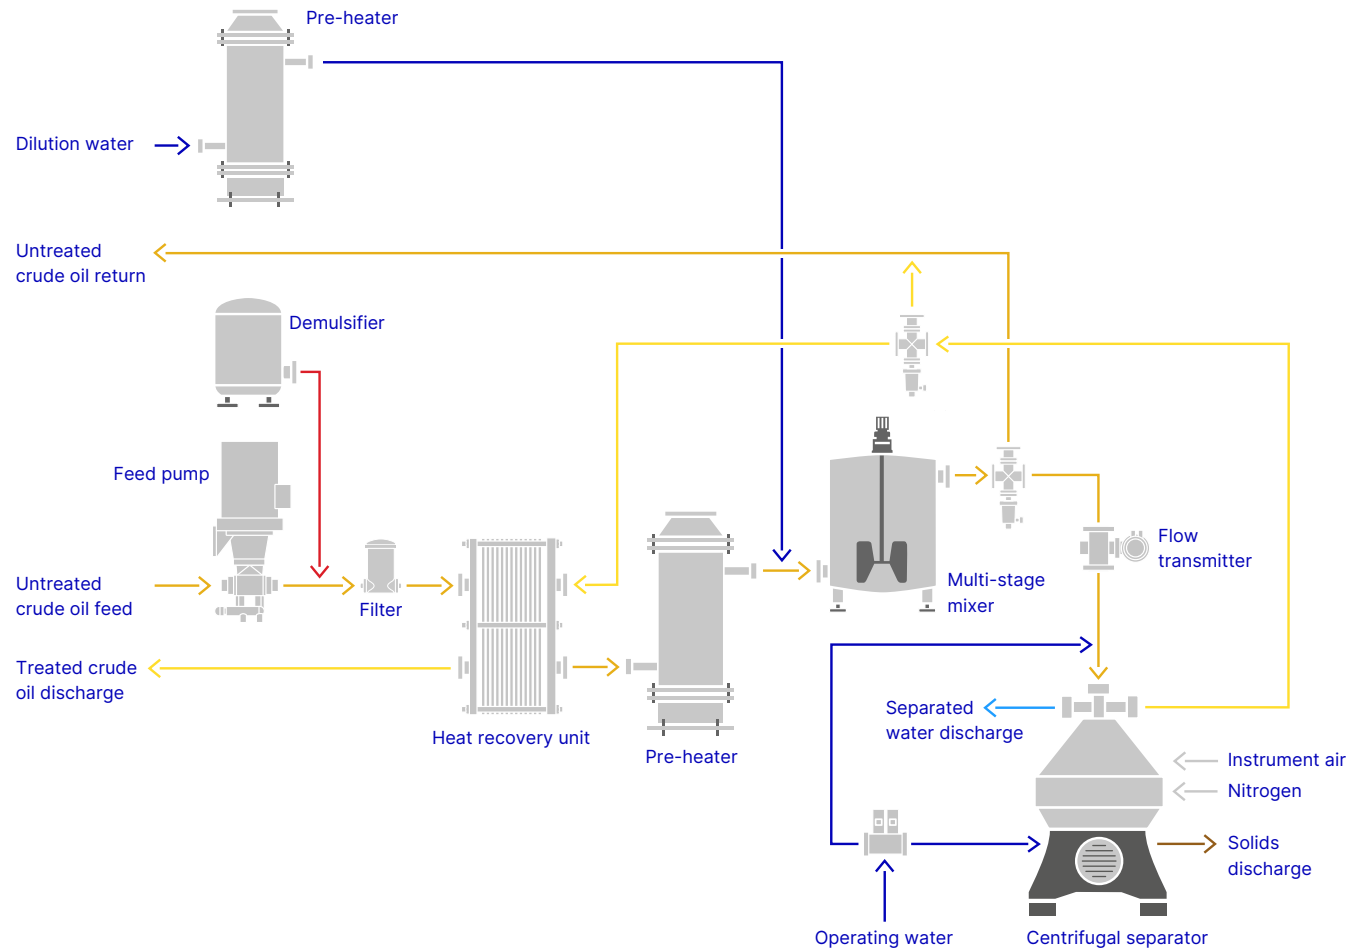 Pre-heater
Dilution water
Untreated
crude oil return
Demulsifier
Feed pump
Untreated
crude oil feed
Filter
Treated crude
oil discharge
Heat recovery unit
Pre-heater
Multi-stage
mixer
Flow
transmitter
Separated
water discharge
Instrument air
Nitrogen
Solids
discharge
Operating water
Centrifugal separator